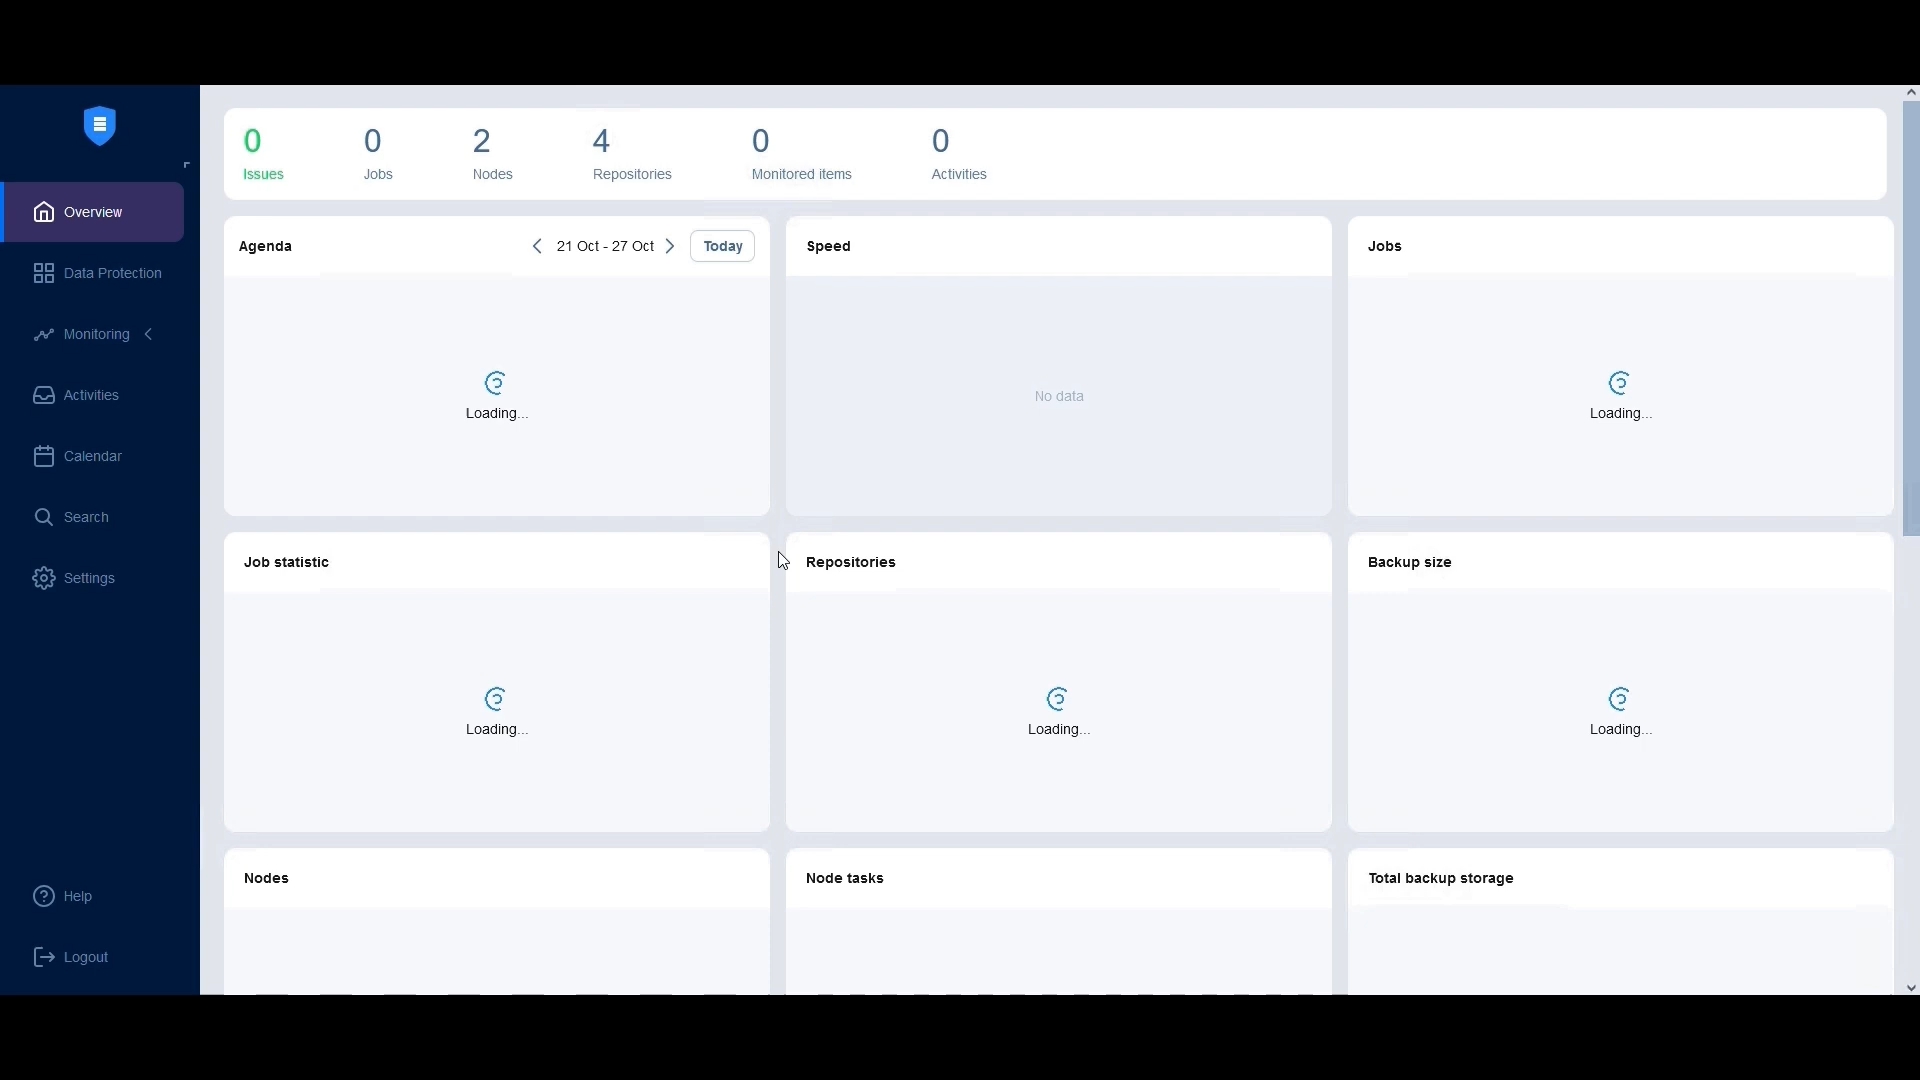 0 0 2 4 0 0
Issues Jobs Nodes Repositories Monitored items Activities
Overview
Data Protection
Monitoring
Activities
Calendar
Search
Settings
Help
Logout
Agenda 21 Oct - 27 Oct Today
Loading...
Speed
No data
Jobs
Loading...
Job statistic
Loading...
Repositories
Loading...
Backup size
Loading...
Nodes
Node tasks
Total backup storage